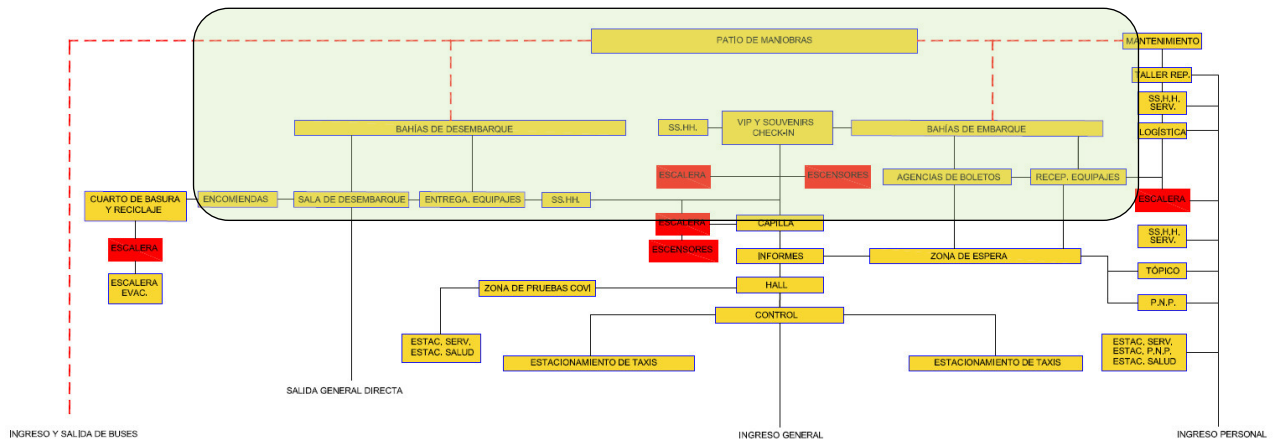 PATIO DE MANIOBRAS
MANTENIMIENTO
TALLER REP.
SS.H.H.
SERV.
LOGÍSTICA
BAHÍAS DE DESEMBARQUE
SS.HH.
VIP Y SOUVENIRS
CHECK-IN
BAHÍAS DE EMBARQUE
ESCALERA
ESCENSORES
AGENCIAS DE BOLETOS
RECEP. EQUIPAJES
CUARTO DE BASURA
Y RECICLAJE
ENCOMIENDAS
SALA DE DESEMBARQUE
ENTREGA. EQUIPAJES
SS.HH.
ESCALERA
ESCALERA
CAPILLA
SS.H.H.
SERV.
ESCALERA
ESCENSORES
INFORMES
ZONA DE ESPERA
TÓPICO
ESCALERA
EVAC.
ZONA DE PRUEBAS COVI
HALL
P.N.P.
CONTROL
ESTAC. SERV.
ESTAC. SALUD
ESTACIONAMIENTO DE TAXIS
ESTACIONAMIENTO DE TAXIS
ESTAC. SERV.
ESTAC. P.N.P.
ESTAC. SALUD
SALIDA GENERAL DIRECTA
INGRESO Y SALIDA DE BUSES
INGRESO GENERAL
INGRESO PERSONAL